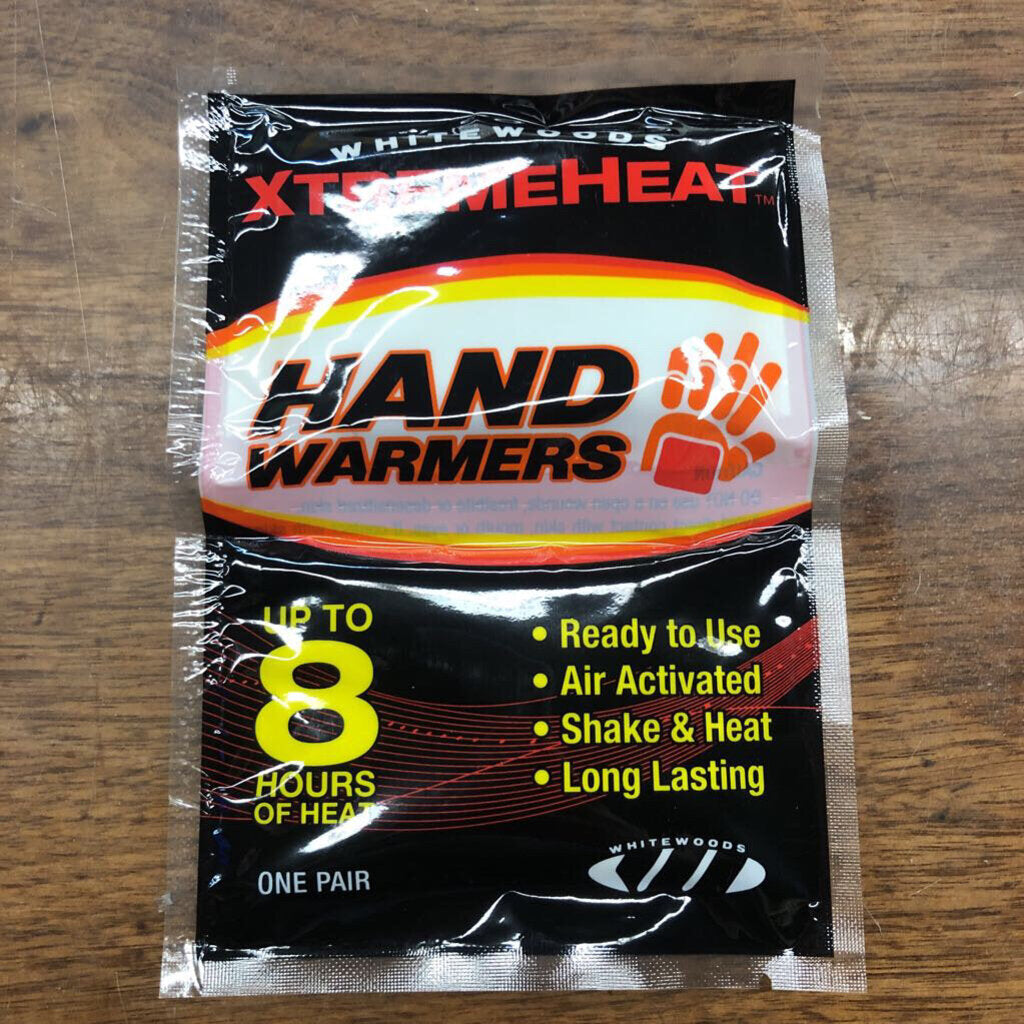 WHITEWOODS
XTREMEHEAT™
HAND
WARMERS
UP TO
8
HOURS
OF HEAT
• Ready to Use
• Air Activated
• Shake & Heat
• Long Lasting
ONE PAIR
WHITEWOODS